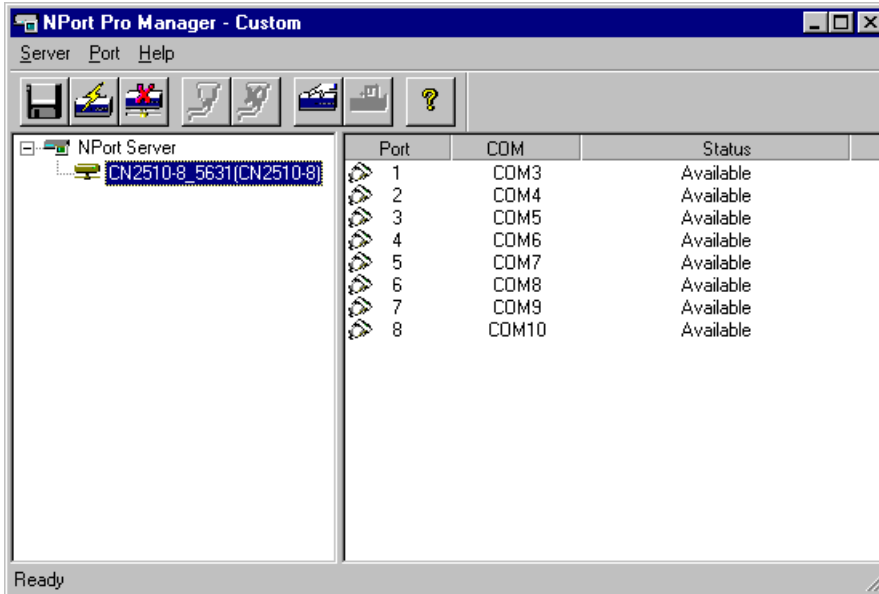 NPort Pro Manager - Custom
Server Port Help
NPort Server
CN2510-8_5631(CN2510-8)
Port COM Status
1 COM3 Available
2 COM4 Available
3 COM5 Available
4 COM6 Available
5 COM7 Available
6 COM8 Available
7 COM9 Available
8 COM10 Available
Ready